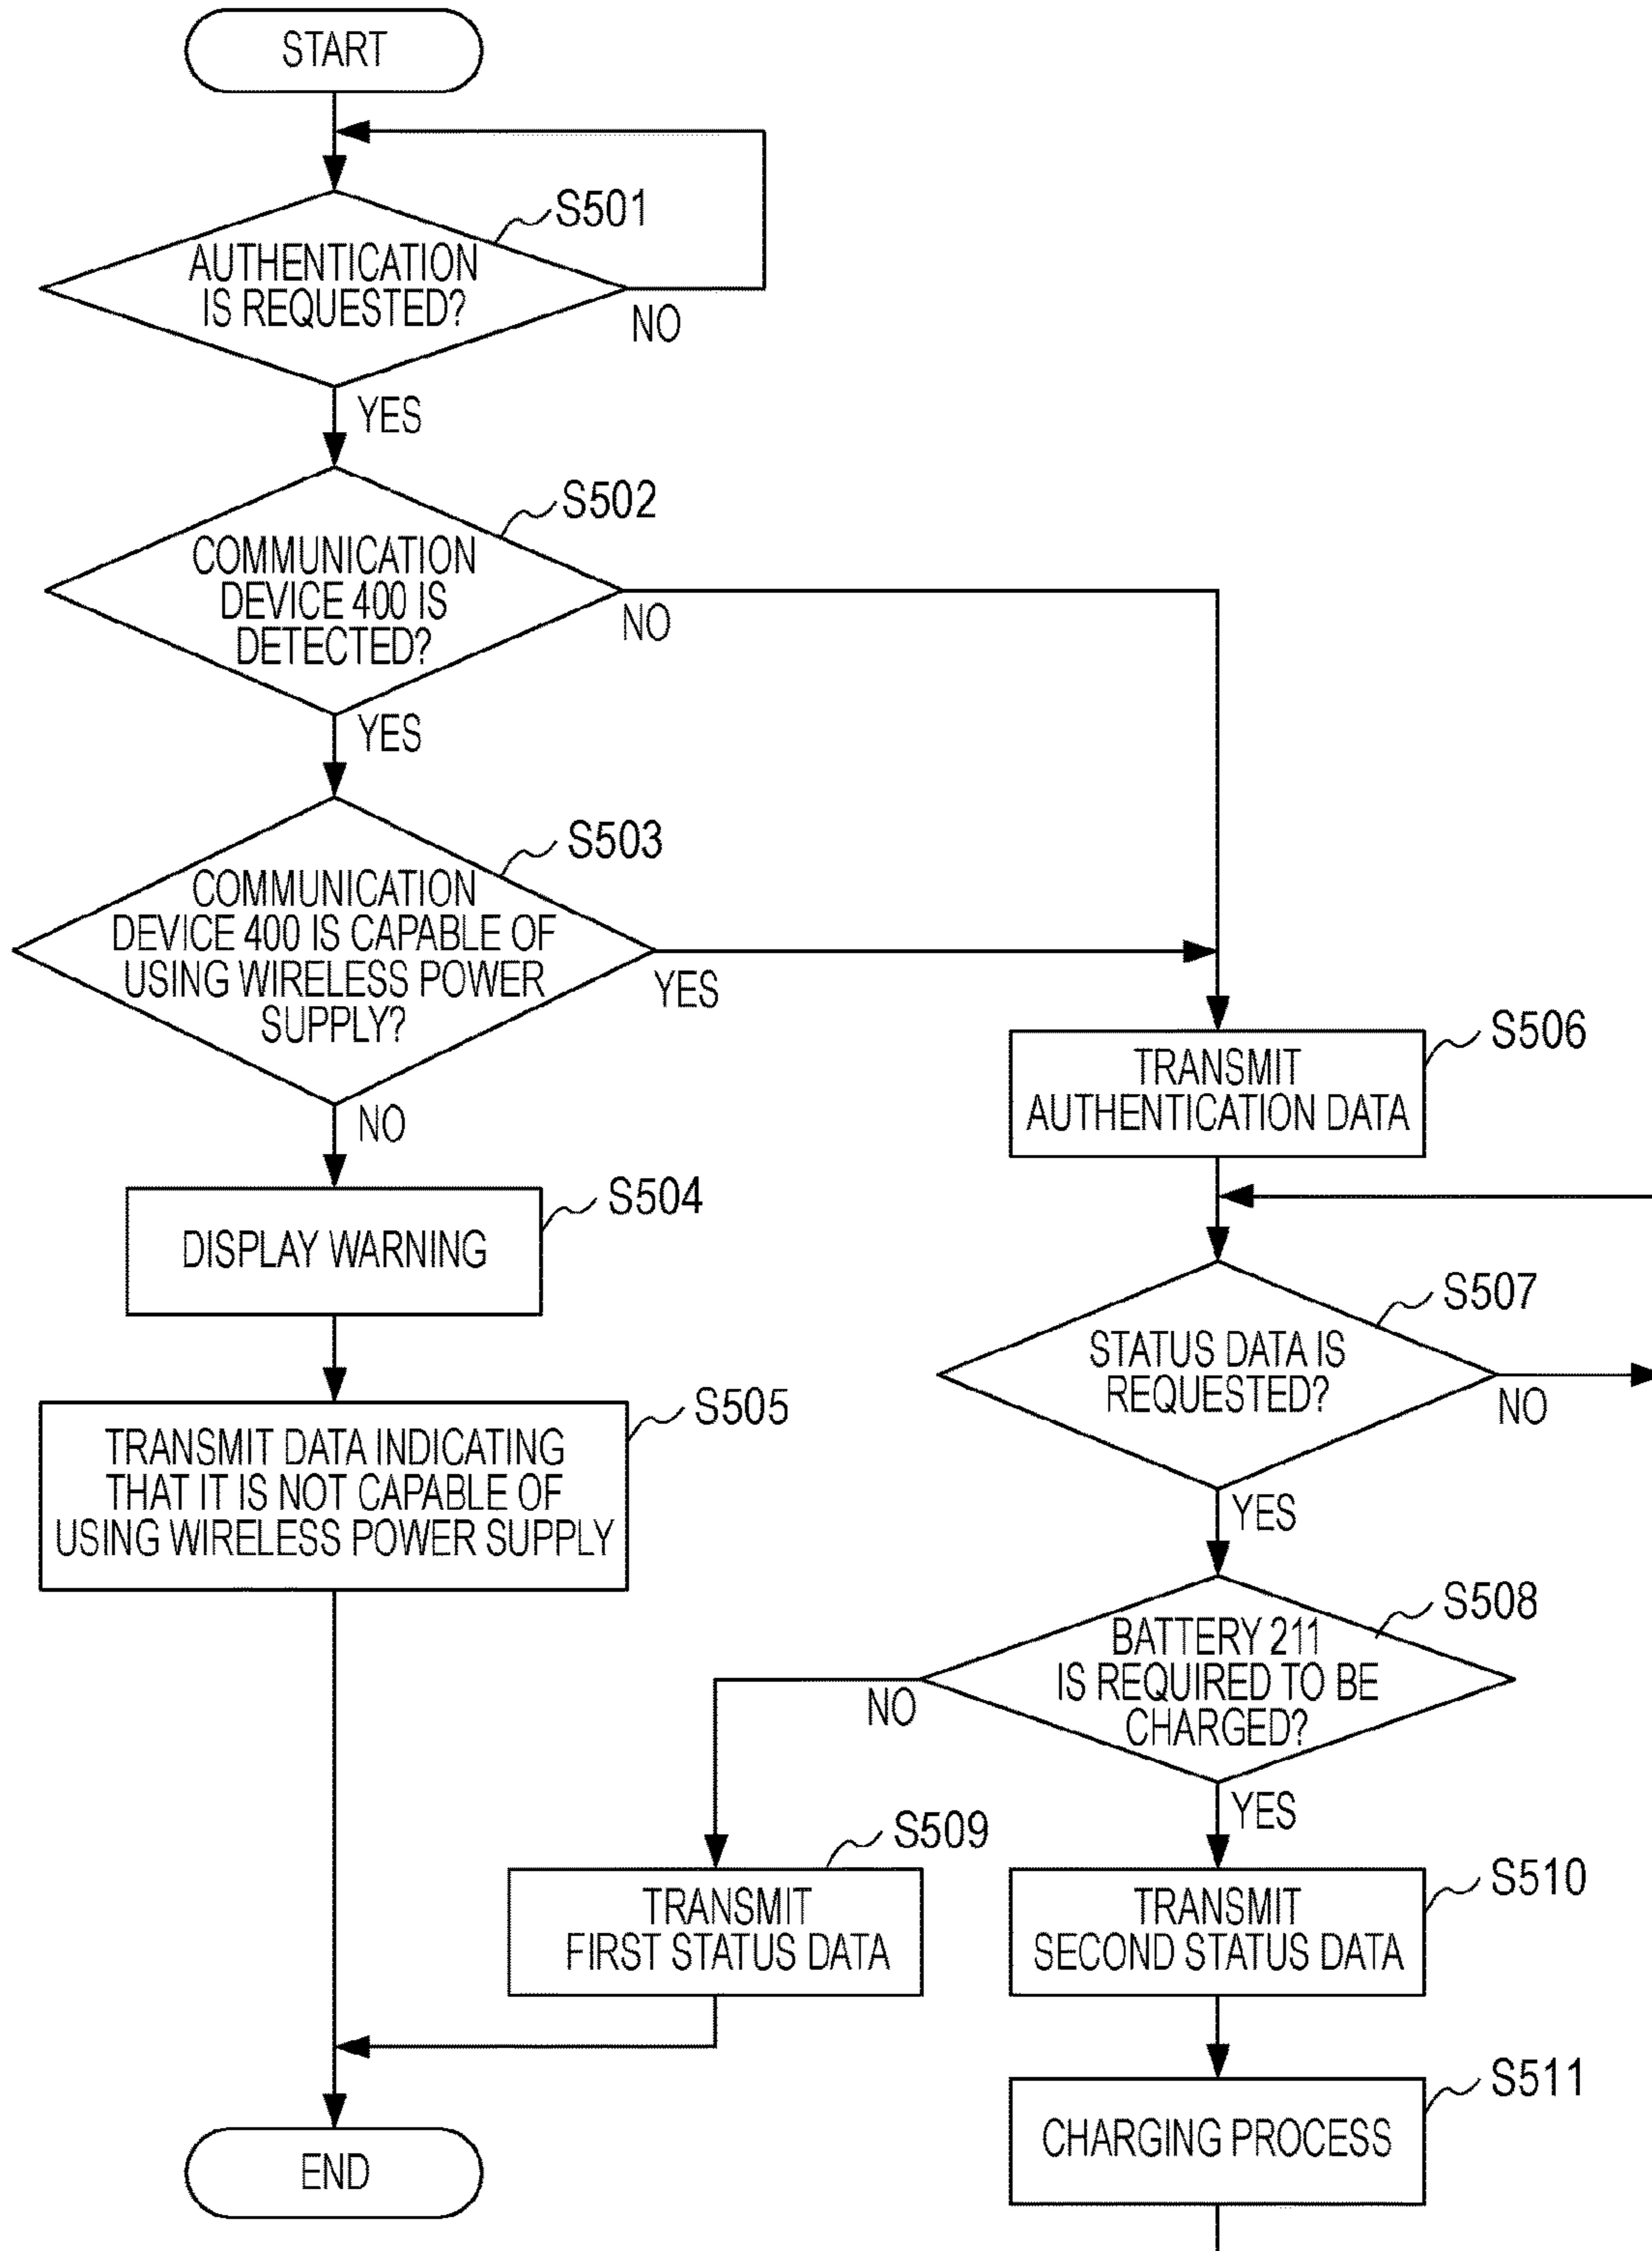 START
S501
AUTHENTICATION
IS REQUESTED?
NO
YES
S502
COMMUNICATION
DEVICE 400 IS
DETECTED?
NO
YES
S503
COMMUNICATION
DEVICE 400 IS CAPABLE OF
USING WIRELESS POWER
SUPPLY?
YES
NO
S504
DISPLAY WARNING
S505
TRANSMIT DATA INDICATING
THAT IT IS NOT CAPABLE OF
USING WIRELESS POWER SUPPLY
S506
TRANSMIT
AUTHENTICATION DATA
S507
STATUS DATA IS
REQUESTED?
NO
YES
S508
BATTERY 211
IS REQUIRED TO BE
CHARGED?
NO
YES
S509
TRANSMIT
FIRST STATUS DATA
S510
TRANSMIT
SECOND STATUS DATA
S511
CHARGING PROCESS
END